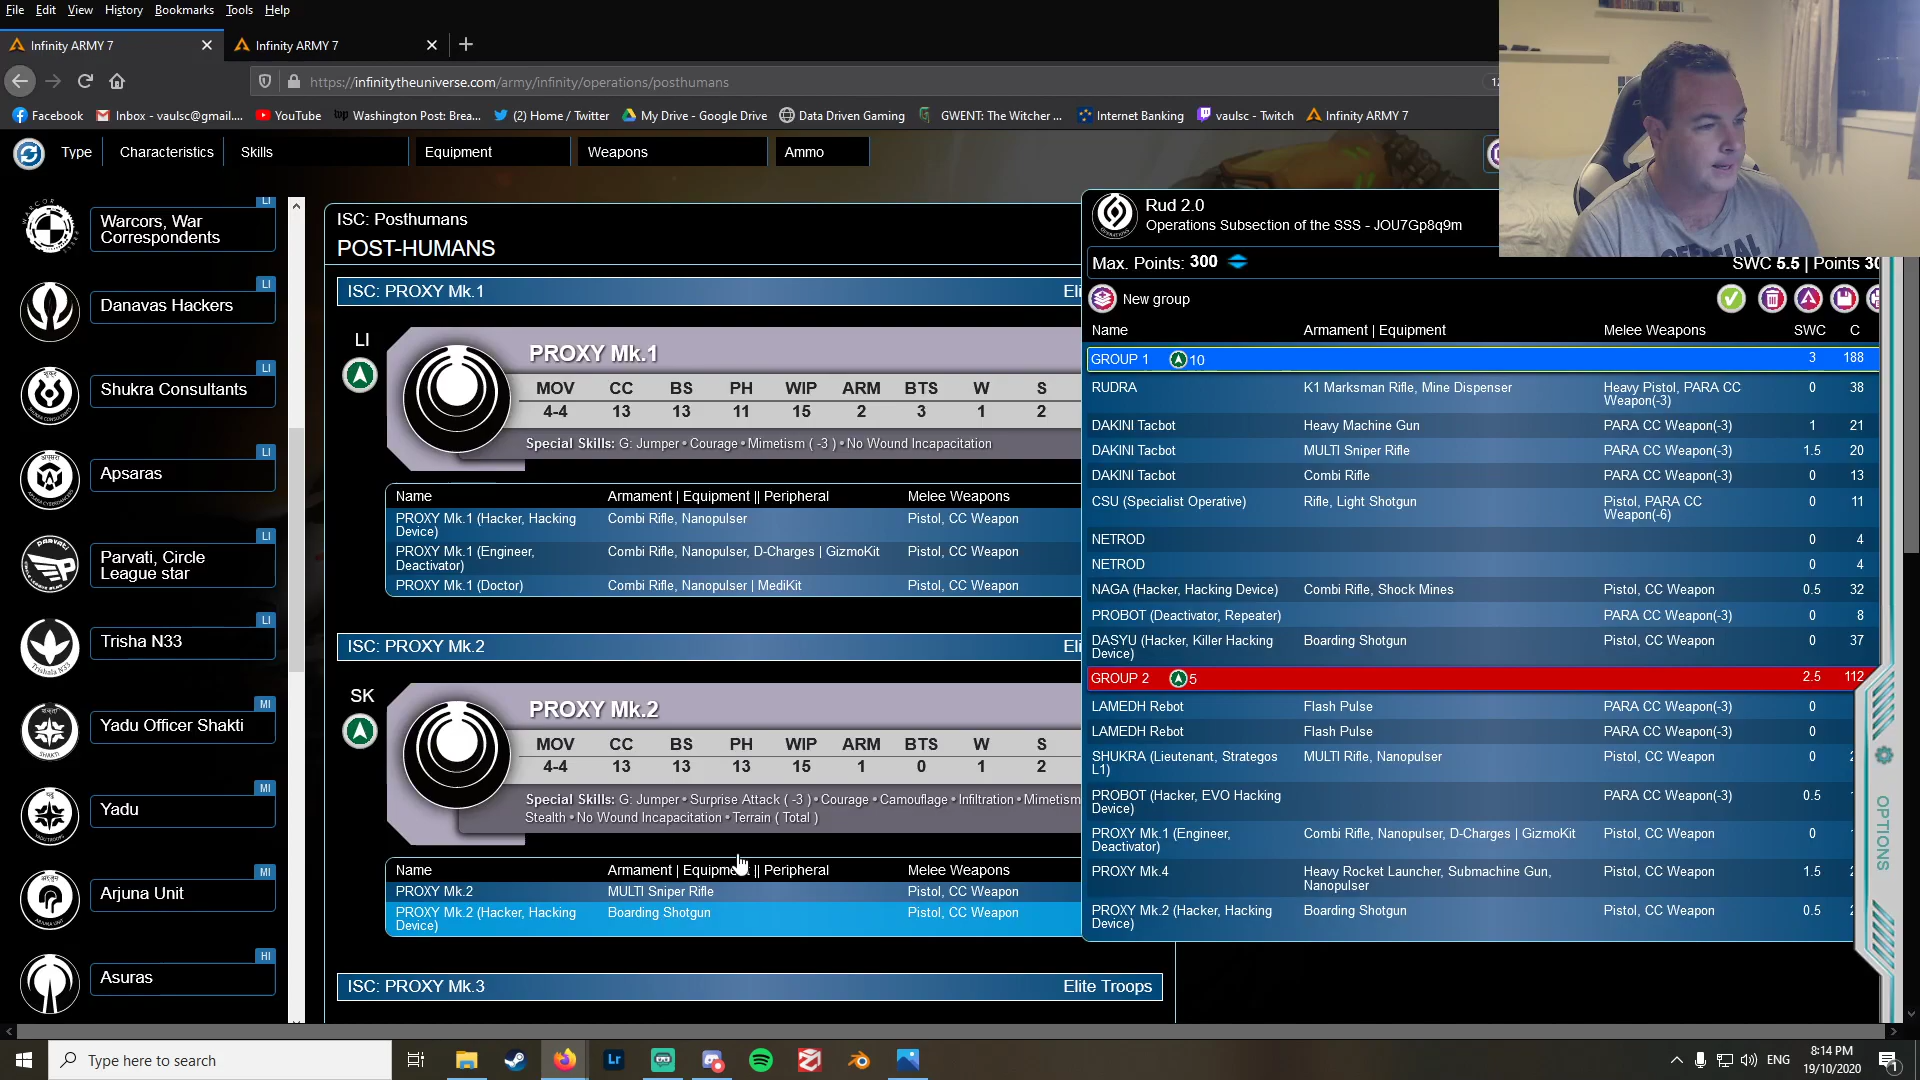 File Edit View History Bookmarks Tools Help
Infinity ARMY 7
Infinity ARMY 7
https://infinitytheuniverse.com/army/infinity/operations/posthumans
Facebook Inbox - vaulsc@gmail.... YouTube Washington Post: Brea... (2) Home / Twitter My Drive - Google Drive Data Driven Gaming GWENT: The Witcher ... Internet Banking vaulsc - Twitch Infinity ARMY 7
Type Characteristics Skills Equipment Weapons Ammo
LI
Warcors, War
Correspondents
LI
Danavas Hackers
LI
Shukra Consultants
LI
Apsaras
LI
Parvati, Circle
League star
LI
Trisha N33
MI
Yadu Officer Shakti
MI
Yadu
MI
Arjuna Unit
HI
Asuras
ISC: Posthumans
POST-HUMANS
ISC: PROXY Mk.1 Eli
LI
PROXY Mk.1
MOV CC BS PH WIP ARM BTS W S
4-4 13 13 11 15 2 3 1 2
Special Skills: G: Jumper • Courage • Mimetism ( -3 ) • No Wound Incapacitation
Name Armament | Equipment || Peripheral Melee Weapons
PROXY Mk.1 (Hacker, Hacking Combi Rifle, Nanopulser Pistol, CC Weapon
Device)
PROXY Mk.1 (Engineer, Combi Rifle, Nanopulser, D-Charges | GizmoKit Pistol, CC Weapon
Deactivator)
PROXY Mk.1 (Doctor) Combi Rifle, Nanopulser | MediKit Pistol, CC Weapon
ISC: PROXY Mk.2 Eli
SK
PROXY Mk.2
MOV CC BS PH WIP ARM BTS W S
4-4 13 13 13 15 1 0 1 2
Special Skills: G: Jumper • Surprise Attack ( -3 ) • Courage • Camouflage • Infiltration • Mimetism
Stealth • No Wound Incapacitation • Terrain ( Total )
Name Armament | Equipment || Peripheral Melee Weapons
PROXY Mk.2 MULTI Sniper Rifle Pistol, CC Weapon
PROXY Mk.2 (Hacker, Hacking Boarding Shotgun Pistol, CC Weapon
Device)
ISC: PROXY Mk.3 Elite Troops
Rud 2.0
Operations Subsection of the SSS - JOU7Gp8q9m
Max. Points: 300 SWC 5.5 | Points 30
New group
Name Armament | Equipment Melee Weapons SWC C
GROUP 1 10 3 188
RUDRA K1 Marksman Rifle, Mine Dispenser Heavy Pistol, PARA CC 0 38
Weapon(-3)
DAKINI Tacbot Heavy Machine Gun PARA CC Weapon(-3) 1 21
DAKINI Tacbot MULTI Sniper Rifle PARA CC Weapon(-3) 1.5 20
DAKINI Tacbot Combi Rifle PARA CC Weapon(-3) 0 13
CSU (Specialist Operative) Rifle, Light Shotgun Pistol, PARA CC 0 11
Weapon(-6)
NETROD 0 4
NETROD 0 4
NAGA (Hacker, Hacking Device) Combi Rifle, Shock Mines Pistol, CC Weapon 0.5 32
PROBOT (Deactivator, Repeater) PARA CC Weapon(-3) 0 8
DASYU (Hacker, Killer Hacking Boarding Shotgun Pistol, CC Weapon 0 37
Device)
GROUP 2 5 2.5 112
LAMEDH Rebot Flash Pulse PARA CC Weapon(-3) 0
LAMEDH Rebot Flash Pulse PARA CC Weapon(-3) 0
SHUKRA (Lieutenant, Strategos MULTI Rifle, Nanopulser Pistol, CC Weapon 0
L1)
PROBOT (Hacker, EVO Hacking PARA CC Weapon(-3) 0.5
Device)
PROXY Mk.1 (Engineer, Combi Rifle, Nanopulser, D-Charges | GizmoKit Pistol, CC Weapon 0
Deactivator)
PROXY Mk.4 Heavy Rocket Launcher, Submachine Gun, Pistol, CC Weapon 1.5
Nanopulser
PROXY Mk.2 (Hacker, Hacking Boarding Shotgun Pistol, CC Weapon 0.5
Device)
OPTIONS
Type here to search
ENG
8:14 PM
19/10/2020